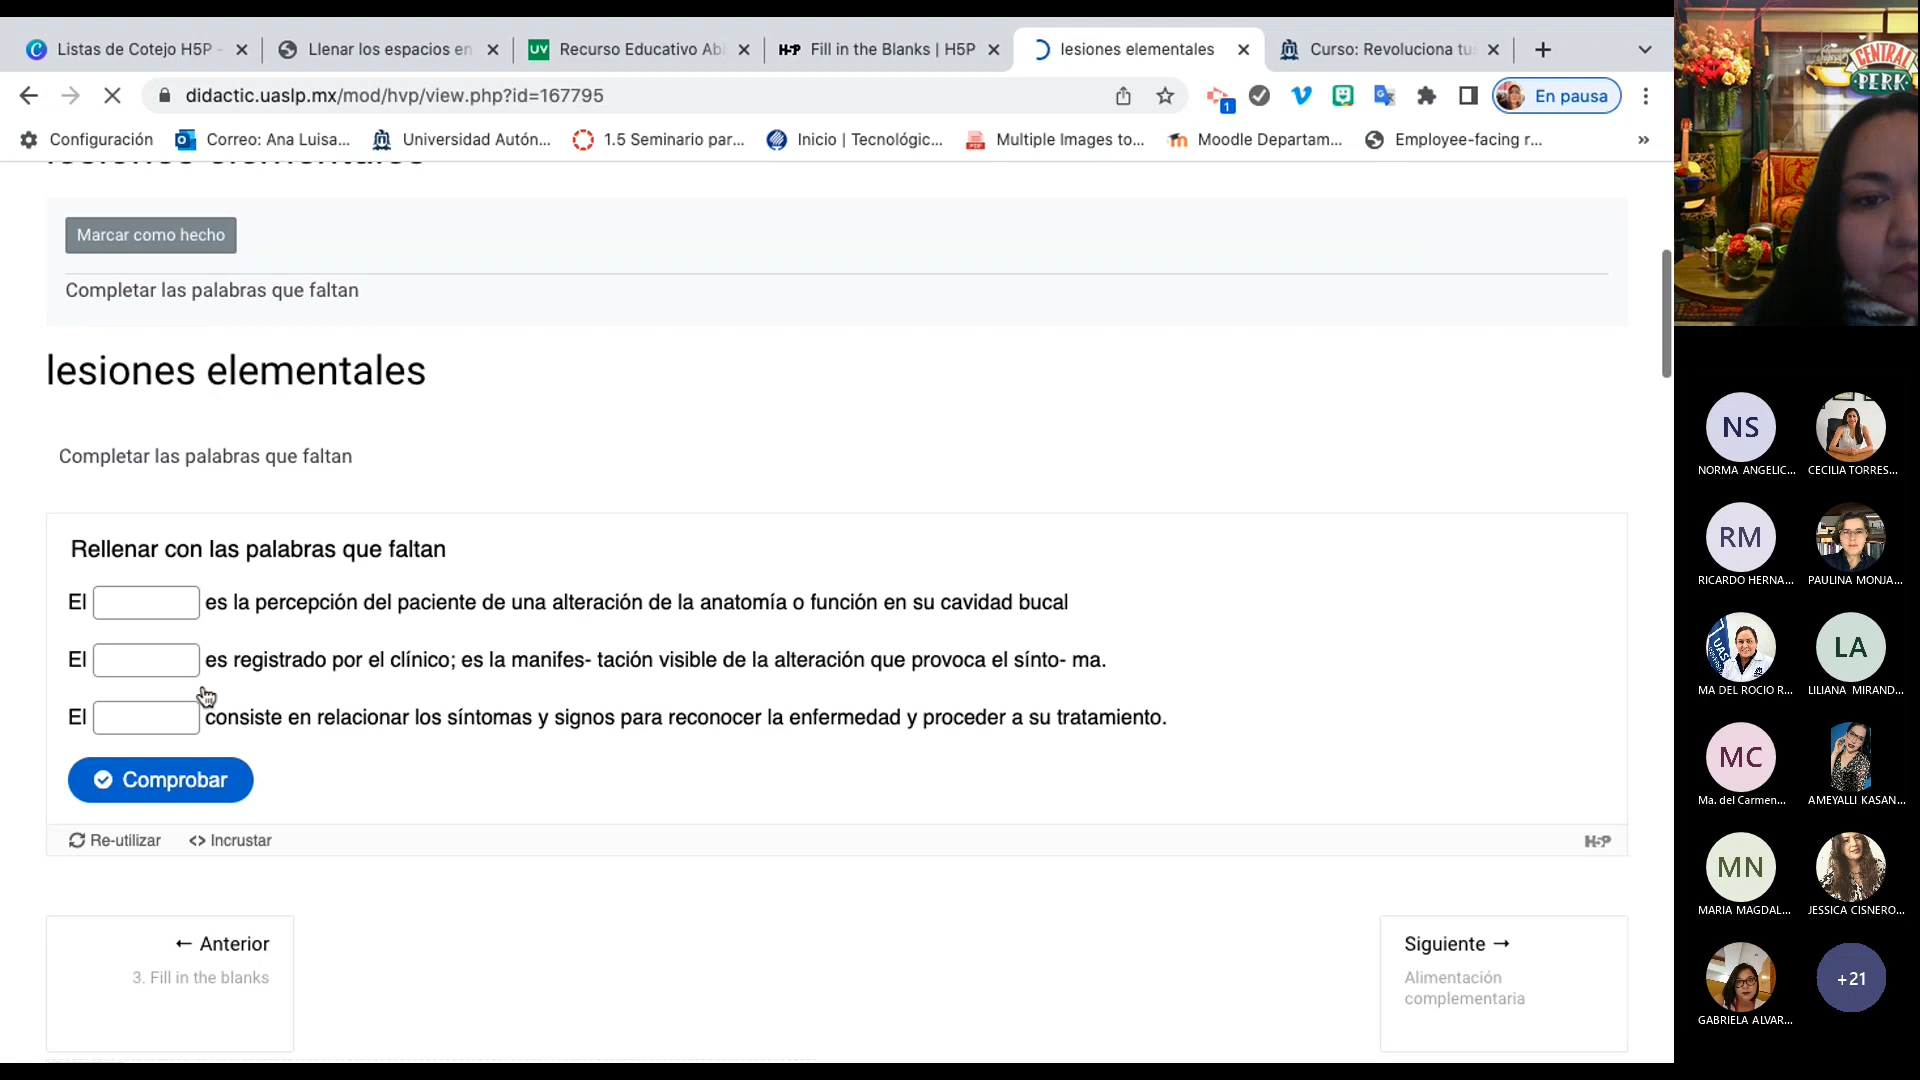 Listas de Cotejo H5P -
Llenar los espacios en
UV Recurso Educativo Abi
H5P Fill in the Blanks | H5P
lesiones elementales
Curso: Revoluciona tus
didactic.uaslp.mx/mod/hvp/view.php?id=167795
1
En pausa
Configuración
Correo: Ana Luisa...
Universidad Autón...
1.5 Seminario par...
Inicio | Tecnológic...
Multiple Images to...
Moodle Departam...
Employee-facing r...
»
lesiones elementales
Marcar como hecho
Completar las palabras que faltan
lesiones elementales
Completar las palabras que faltan
Rellenar con las palabras que faltan
El es la percepción del paciente de una alteración de la anatomía o función en su cavidad bucal
El es registrado por el clínico; es la manifes- tación visible de la alteración que provoca el sínto- ma.
El consiste en relacionar los síntomas y signos para reconocer la enfermedad y proceder a su tratamiento.
Comprobar
Re-utilizar
<> Incrustar
H5P
← Anterior
3. Fill in the blanks
Siguiente →
Alimentación
complementaria
CENTRAL
PERK
NS
NORMA ANGELIC...
CECILIA TORRES...
RM
RICARDO HERNA...
PAULINA MONJA...
MA DEL ROCIO R...
LA
LILIANA MIRAND...
MC
Ma. del Carmen...
AMEYALLI KASAN...
MN
MARIA MAGDAL...
JESSICA CISNERO...
GABRIELA ALVAR...
+21